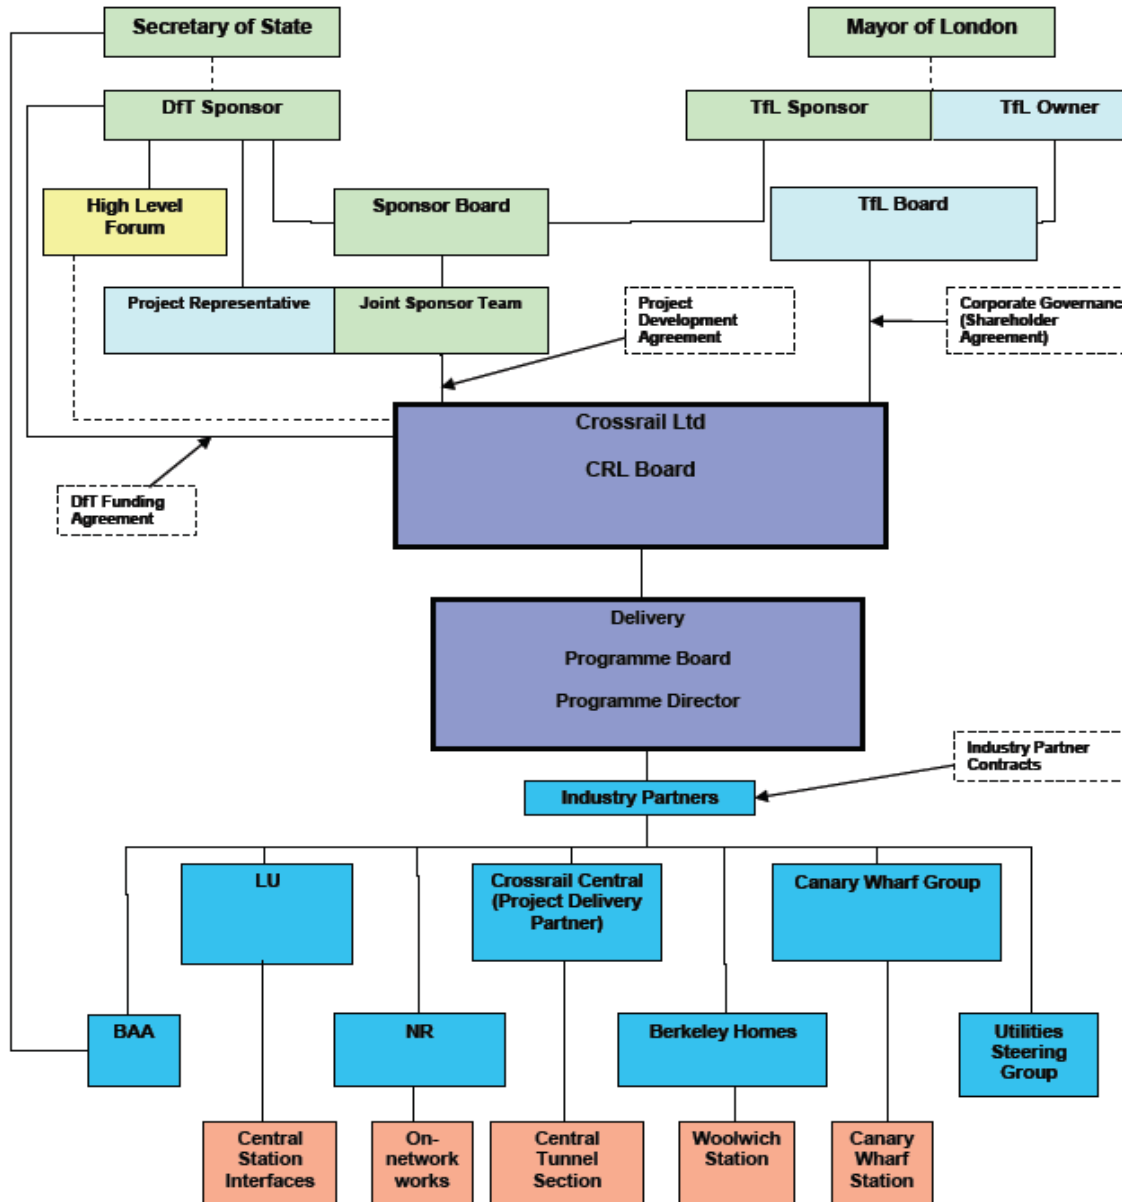 Secretary of State
Mayor of London
DfT Sponsor
TfL Sponsor
TfL Owner
High Level
Forum
Sponsor Board
TfL Board
Project Representative
Joint Sponsor Team
Project
Development
Agreement
Corporate Governanc
(Shareholder
Agreement)
Crossrail Ltd
CRL Board
DfT Funding
Agreement
Delivery
Programme Board
Programme Director
Industry Partner
Contracts
Industry Partners
LU
Crossrail Central
(Project Delivery
Partner)
Canary Wharf Group
BAA
NR
Berkeley Homes
Utilities
Steering
Group
Central
Station
Interfaces
On-
network
works
Central
Tunnel
Section
Woolwich
Station
Canary
Wharf
Station